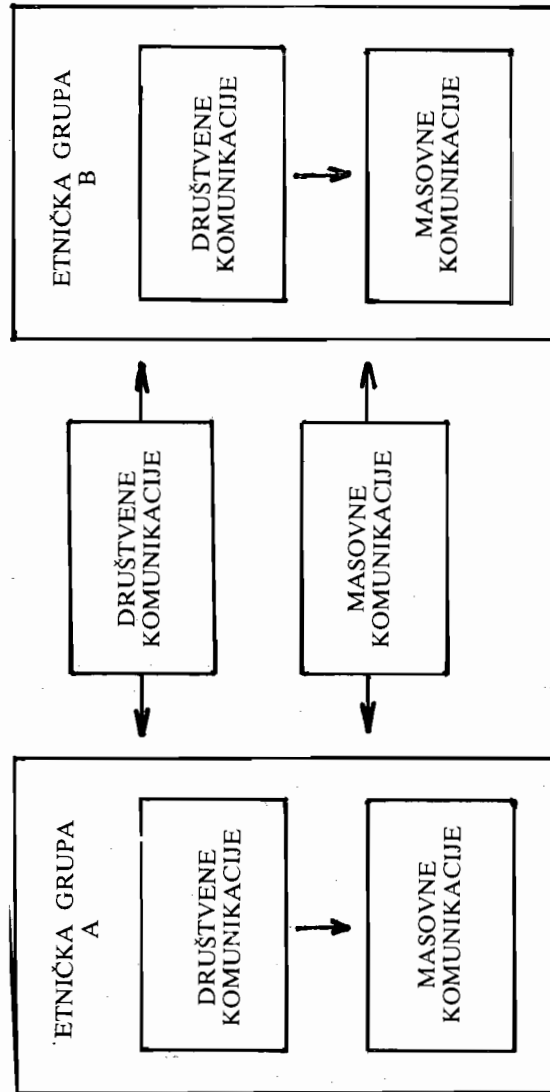 ETNIČKA GRUPA
A
DRUŠTVENE
KOMUNIKACIJE
MASOVNE
KOMUNIKACIJE
DRUŠTVENE
KOMUNIKACIJE
MASOVNE
KOMUNIKACIJE
ETNIČKA GRUPA
B
DRUŠTVENE
KOMUNIKACIJE
MASOVNE
KOMUNIKACIJE